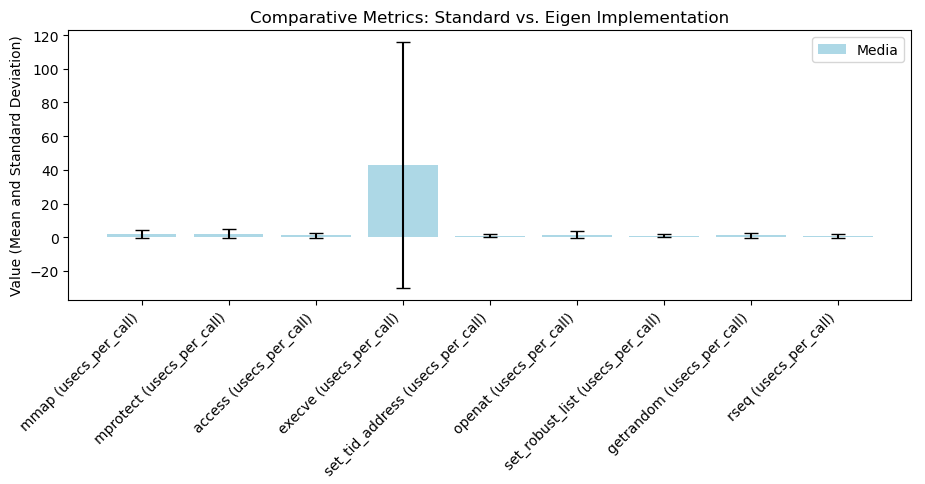 Comparative Metrics: Standard vs. Eigen Implementation
Value (Mean and Standard Deviation)
120
100
80
60
40
20
0
−20
Media
mmap (usecs_per_call)
mprotect (usecs_per_call)
access (usecs_per_call)
execve (usecs_per_call)
set_tid_address (usecs_per_call)
openat (usecs_per_call)
set_robust_list (usecs_per_call)
getrandom (usecs_per_call)
rseq (usecs_per_call)